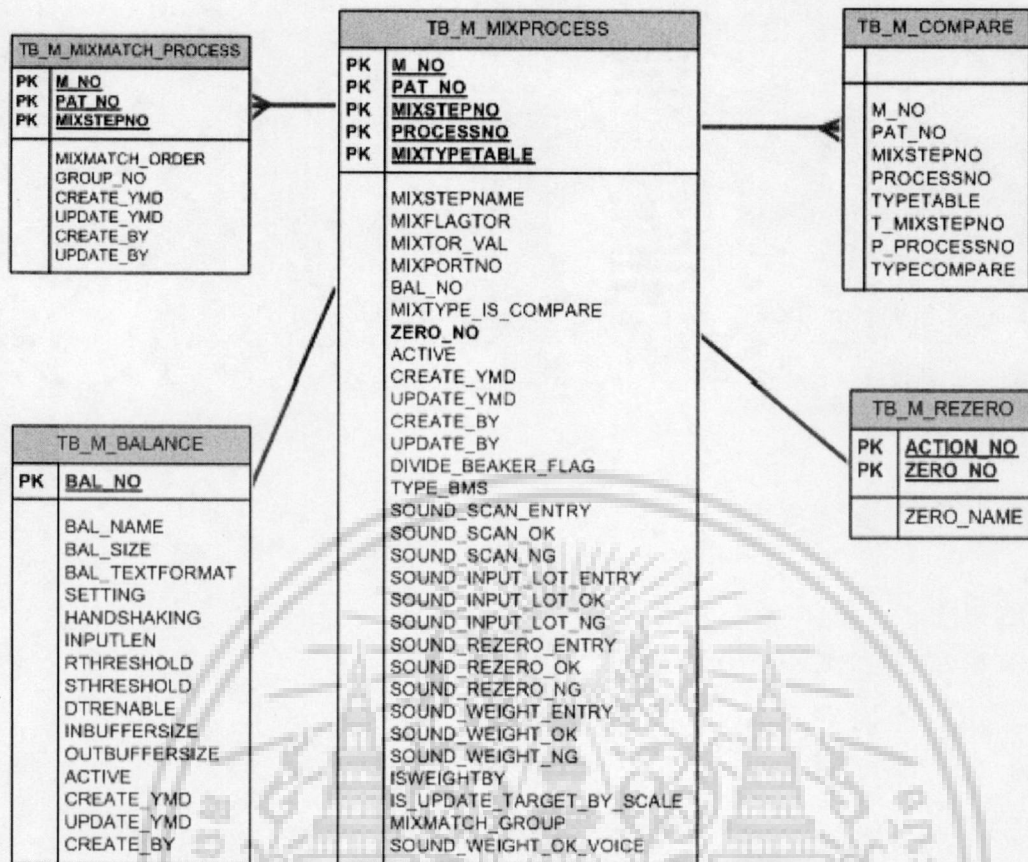 TB_M_MIXMATCH_PROCESS
PK M_NO
PK PAT_NO
PK MIXSTEPNO
MIXMATCH_ORDER
GROUP_NO
CREATE_YMD
UPDATE_YMD
CREATE_BY
UPDATE_BY
TB_M_MIXPROCESS
PK M_NO
PK PAT_NO
PK MIXSTEPNO
PK PROCESSNO
PK MIXTYPETABLE
MIXSTEPNAME
MIXFLAGTOR
MIXTOR_VAL
MIXPORTNO
BAL_NO
MIXTYPE_IS_COMPARE
ZERO_NO
ACTIVE
CREATE_YMD
UPDATE_YMD
CREATE_BY
UPDATE_BY
DIVIDE_BEAKER_FLAG
TYPE_BMS
SOUND_SCAN_ENTRY
SOUND_SCAN_OK
SOUND_SCAN_NG
SOUND_INPUT_LOT_ENTRY
SOUND_INPUT_LOT_OK
SOUND_INPUT_LOT_NG
SOUND_REZERO_ENTRY
SOUND_REZERO_OK
SOUND_REZERO_NG
SOUND_WEIGHT_ENTRY
SOUND_WEIGHT_OK
SOUND_WEIGHT_NG
ISWEIGHTBY
IS_UPDATE_TARGET_BY_SCALE
MIXMATCH_GROUP
SOUND_WEIGHT_OK_VOICE
TB_M_COMPARE
M_NO
PAT_NO
MIXSTEPNO
PROCESSNO
TYPETABLE
T_MIXSTEPNO
P_PROCESSNO
TYPECOMPARE
TB_M_BALANCE
PK BAL_NO
BAL_NAME
BAL_SIZE
BAL_TEXTFORMAT
SETTING
HANDSHAKING
INPUTLEN
RTHRESHOLD
STHRESHOLD
DTRENABLE
INBUFFERSIZE
OUTBUFFERSIZE
ACTIVE
CREATE_YMD
UPDATE_YMD
CREATE_BY
TB_M_REZERO
PK ACTION_NO
PK ZERO_NO
ZERO_NAME